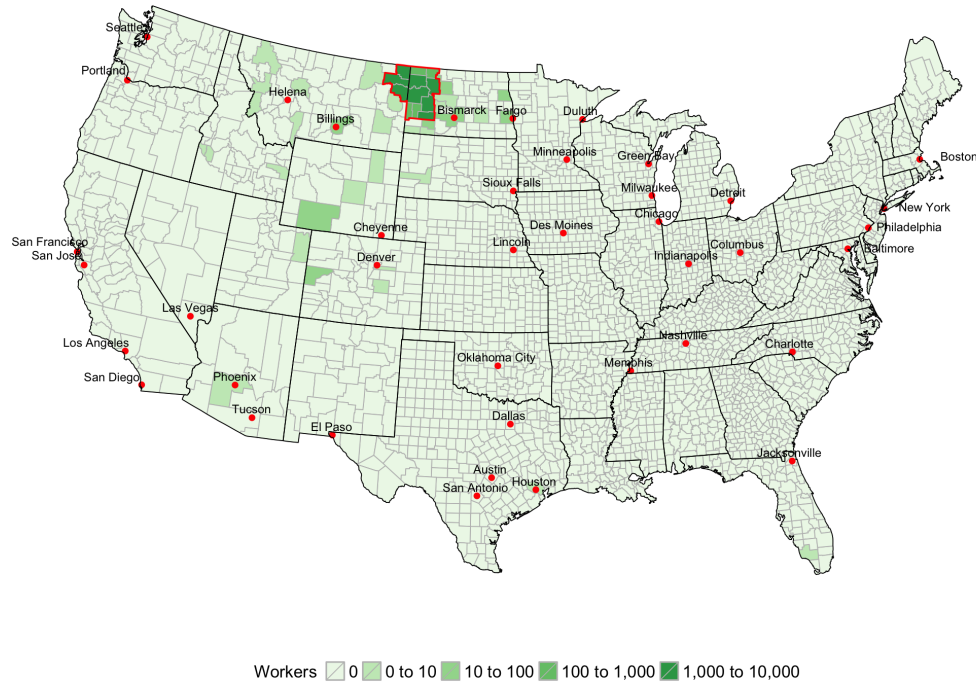 Seattle
Portland
Helena
Billings
Bismarck
Fargo
Duluth
Minneapolis
Green Bay
Boston
Sioux Falls
Milwaukee
Detroit
New York
Chicago
Philadelphia
Cheyenne
Des Moines
San Francisco
San Jose
Denver
Lincoln
Indianapolis
Columbus
Baltimore
Las Vegas
Los Angeles
Oklahoma City
Nashville
Memphis
Charlotte
San Diego
Phoenix
Tucson
El Paso
Dallas
Austin
San Antonio
Houston
Jacksonville
Workers 0 0 to 10 10 to 100 100 to 1,000 1,000 to 10,000